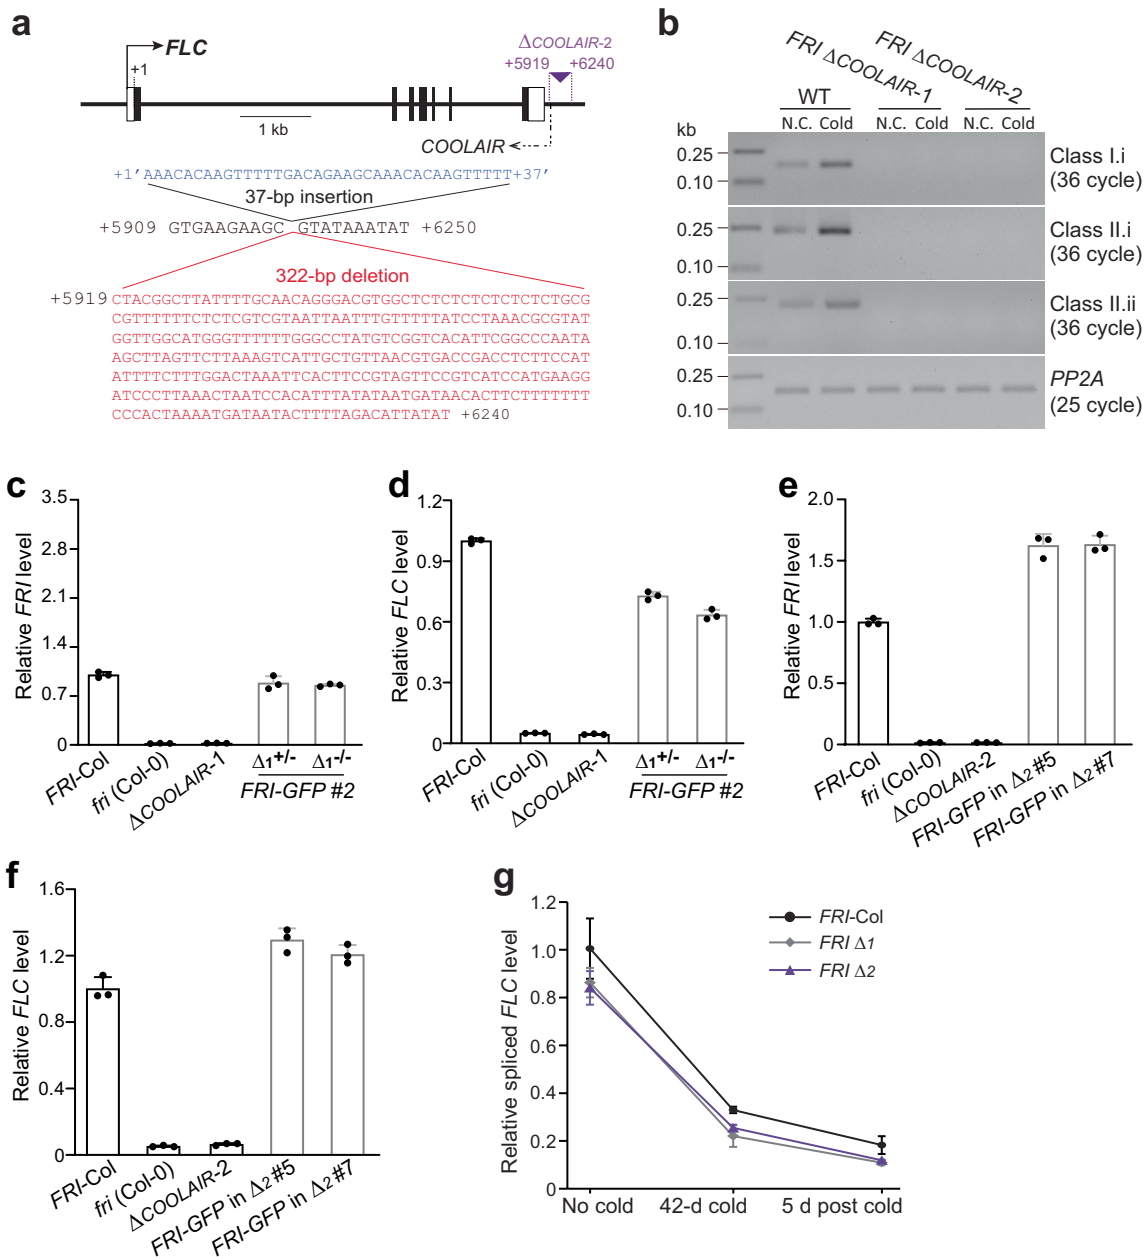 a
FLC
+1
ΔCOOLAIR-2
+5919 +6240
1 kb
COOLAIR
+1′AAACACAAGTTTTTGACAGAAGCAAACACAAGTTTTT+37′
37-bp insertion
+5909 GTGAAGAAGC GTATAAATAT +6250
322-bp deletion
+5919 CTACGGCTTATTTTGCAACAGGGACGTGGCTCTCTCTCTCTCTCTGCG
CGTTTTTTCTCTCGTCGTAATTAATTTGTTTTTATCCTAAACGCGTAT
GGTTGGCATGGGTTTTTTGGGCCTATGTCGGTCACATTCGGCCCAATA
AGCTTAGTTCTTAAAGTCATTGCTGTTAACGTGACCGACCTCTTCCAT
ATTTTCTTTGGACTAAATTCACTTCCGTAGTTCCGTCATCCATGAAGG
ATCCCTTAAACTAATCCACATTTATATAATGATAACACTTCTTTTTTT
CCCACTAAAATGATAATACTTTTAGACATTATAT +6240
b
FRI ΔCOOLAIR-1
FRI ΔCOOLAIR-2
WT
N.C. Cold N.C. Cold N.C. Cold
kb
0.25
0.10
Class I.i
(36 cycle)
0.25
0.10
Class II.i
(36 cycle)
0.25
0.10
Class II.ii
(36 cycle)
0.25
0.10
PP2A
(25 cycle)
c
Relative FRI level
3.5
2.8
2.1
1.4
0.7
0
FRI-Col
fri (Col-0)
ΔCOOLAIR-1
Δ1+/- Δ1-/-
FRI-GFP #2
d
Relative FLC level
1.2
0.9
0.6
0.3
0
FRI-Col
fri (Col-0)
ΔCOOLAIR-1
Δ1+/- Δ1-/-
FRI-GFP #2
e
Relative FRI level
2.0
1.5
1.0
0.5
0
FRI-Col
fri (Col-0)
ΔCOOLAIR-2
FRI-GFP in Δ2#5
FRI-GFP in Δ2#7
f
Relative FLC level
1.6
1.2
0.8
0.4
0
FRI-Col
fri (Col-0)
ΔCOOLAIR-2
FRI-GFP in Δ2#5
FRI-GFP in Δ2#7
g
Relative spliced FLC level
1.2
1.0
0.8
0.6
0.4
0.2
0
FRI-Col
FRI Δ1
FRI Δ2
No cold 42-d cold 5 d post cold